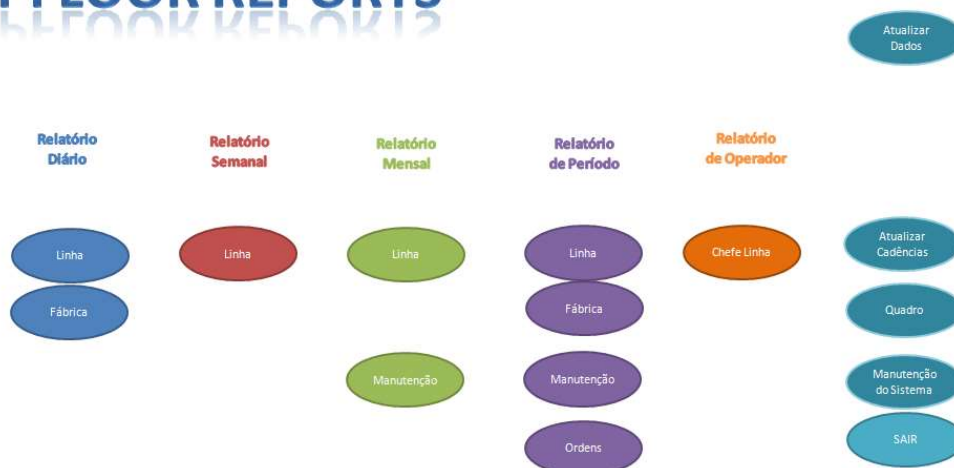 FLOOR REPORTS
Atualizar
Dados
Relatório
Diário
Relatório
Semanal
Relatório
Mensal
Relatório
de Período
Relatório
de Operador
Linha
Linha
Linha
Linha
Chefe Linha
Atualizar
Cadências
Fábrica
Fábrica
Quadro
Manutenção
Manutenção
Manutenção
do Sistema
Ordens
SAIR